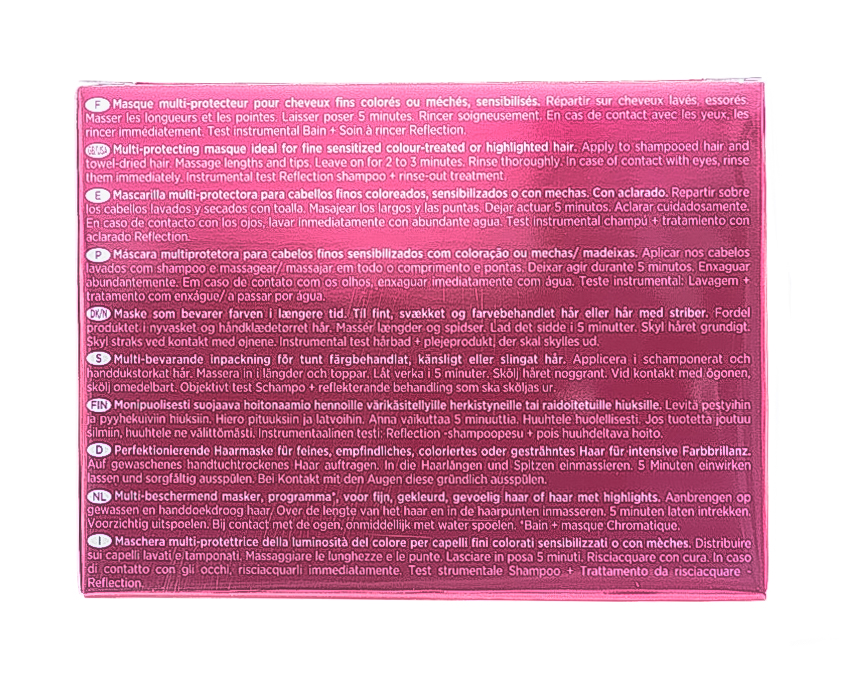 F Masque multi-protecteur pour cheveux fins colorés ou méchés, sensibilisés. Répartir sur cheveux lavés, essorés.
Masser les longueurs et les pointes. Laisser poser 5 minutes. Rincer soigneusement. En cas de contact avec les yeux, les
rincer immédiatement. Test instrumental Bain + Soin à rincer Reflection.
GB/USA Multi-protecting masque ideal for fine sensitized colour-treated or highlighted hair. Apply to shampooed hair and
towel-dried hair. Massage lengths and tips. Leave on for 2 to 3 minutes. Rinse thoroughly. In case of contact with eyes, rinse
them immediately. Instrumental test Reflection shampoo + rinse-out treatment
E Mascarilla multi-protectora para cabellos finos coloreados, sensibilizados o con mechas. Con aclarado. Repartir sobre
los cabellos lavados y secados con toalla. Masajear los largos y las puntas. Dejar actuar 5 minutos. Aclarar cuidadosamente.
En caso de contacto con los ojos, lavar inmediatamente con abundante agua. Test instrumental champú + tratamiento con
aclarado Reflection.
P Máscara multiprotetora para cabelos finos sensibilizados com coloração ou mechas/ madeixas. Aplicar nos cabelos
lavados com shampoo e massagear/ massajar em todo o comprimento e pontas. Deixar agir durante 5 minutos. Enxaguar
abundantemente. Em caso de contato com os olhos, enxaguar imediatamente com água. Teste instrumental: Lavagem +
tratamento com enxágue/ a passar por água.
DK/N Maske som bevarer farven i længere tid. Til fint, svækket og farvebehandlet hår eller hår med striber. Fordel
produktet i nyvasket og håndklædetørret hår. Massér længder og spidser. Lad det sidde i 5 minutter. Skyl håret grundigt.
Skyl straks ved kontakt med øjnene. Instrumental test hårbad + plejeprodukt, der skal skylles ud.
S Multi-bevarande inpackning för tunt färgbehandlat, känsligt eller slingat hår. Applicera i schamponerat och
handdukstorkat hår. Massera in i längder och toppar. Låt verka i 5 minuter. Skölj håret noggrant. Vid kontakt med ögonen,
skölj omedelbart. Objektivt test Schampo + reflekterande behandling som ska sköljas ur.
FIN Monipuolisesti suojaava hoitonaamio hennoille värikäsitellyille herkistyneille tai raidoitetuille hiuksille. Levitä pestyihin
ja pyyhekuiviin hiuksiin. Hiero pituuksiin ja latvoihin. Anna vaikuttaa 5 minuuttia. Huuhtele huolellisesti. Jos tuotetta joutuu
silmiin, huuhtele ne välittömästi. Instrumentaalinen testi: Reflection -shampoopesu + pois huuhdeltava hoito.
D Perfektionierende Haarmaske für feines, empfindliches, coloriertes oder gesträhntes Haar für intensive Farbbrillanz.
Auf gewaschenes handtuchtrockenes Haar auftragen. In die Haarlängen und Spitzen einmassieren. 5 Minuten einwirken
lassen und sorgfältig ausspülen. Bei Kontakt mit den Augen diese gründlich ausspülen.
NL Multi-beschermend masker, programma*, voor fijn, gekleurd, gevoelig haar of haar met highlights. Aanbrengen op
gewassen en handdoekdroog haar. Over de lengte van het haar en in de haarpunten inmasseren. 5 minuten laten intrekken.
Voorzichtig uitspoelen. Bij contact met de ogen, onmiddellijk met water spoelen. *Bain + masque Chromatique.
I Maschera multi-protettrice della luminosità del colore per capelli fini colorati sensibilizzati o con mèches. Distribuire
sui capelli lavati e tamponati. Massaggiare le lunghezze e le punte. Lasciare in posa 5 minuti. Risciacquare con cura. In caso
di contatto con gli occhi, risciacquarli immediatamente. Test strumentale Shampoo + Trattamento da risciacquare -
Reflection.